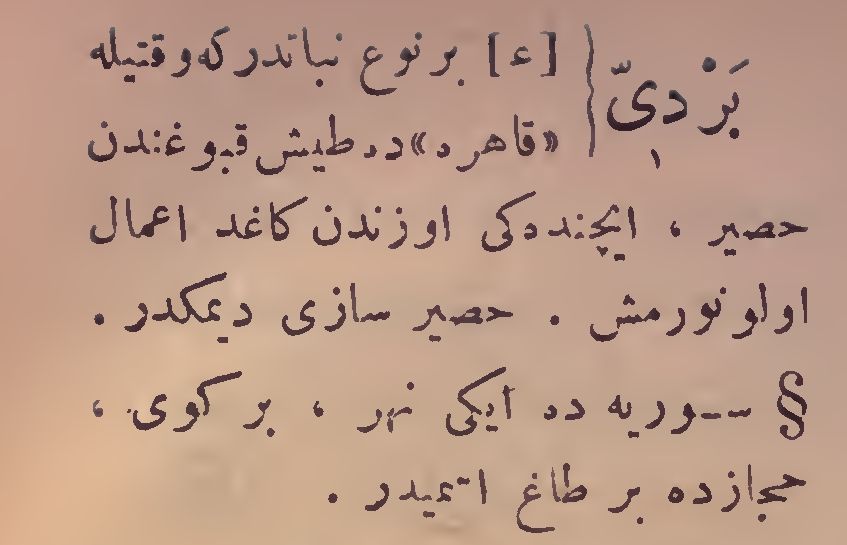 بَرْدِىّ } [ع] بر نوع نباتدر كه وقتيله
«قاهره» ده طيش قبوغندن
حصير ، ايچنده كى اوزندن كاغد اعمال
اولونورمش . حصير سازى ديمكدر .
§ سوريه ده ايكى نهر ، بر كوى ،
حجازده بر طاغ اسميدر .